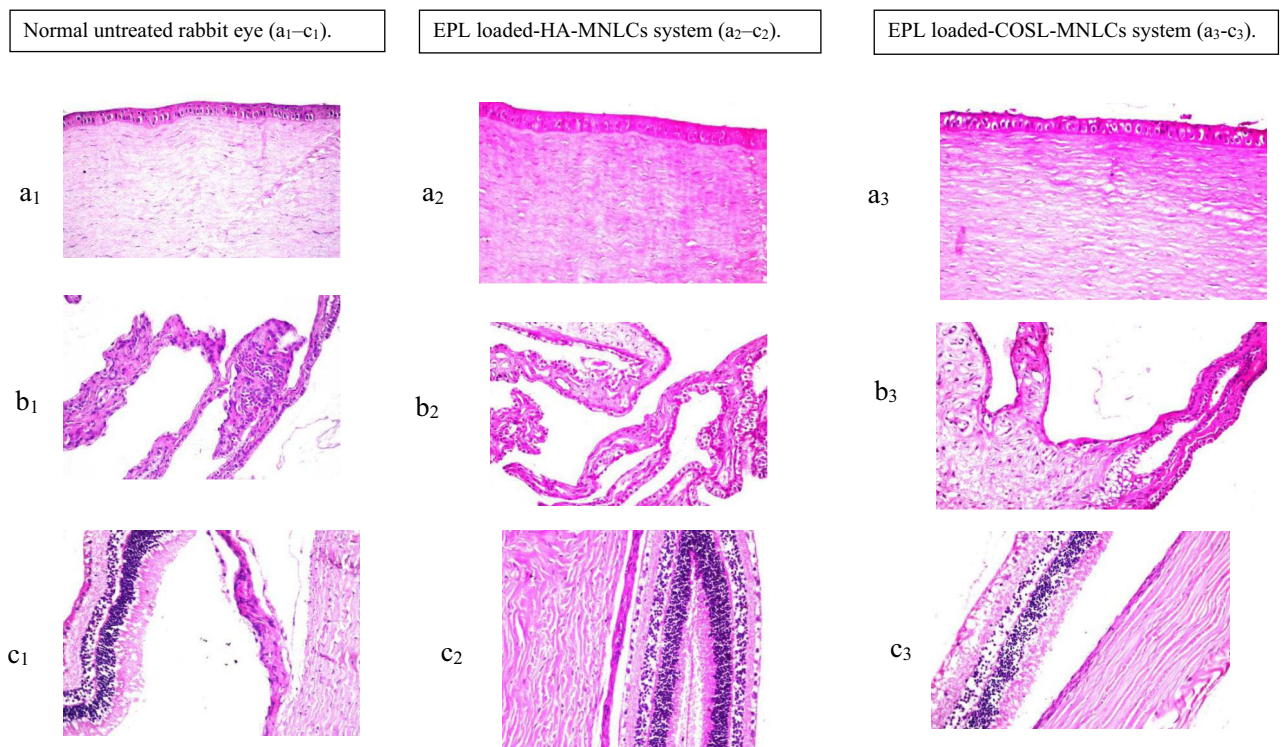 Normal untreated rabbit eye (a₁–c₁).
EPL loaded-HA-MNLCs system (a₂–c₂).
EPL loaded-COSL-MNLCs system (a₃-c₃).
a₁
a₂
a₃
b₁
b₂
b₃
c₁
c₂
c₃